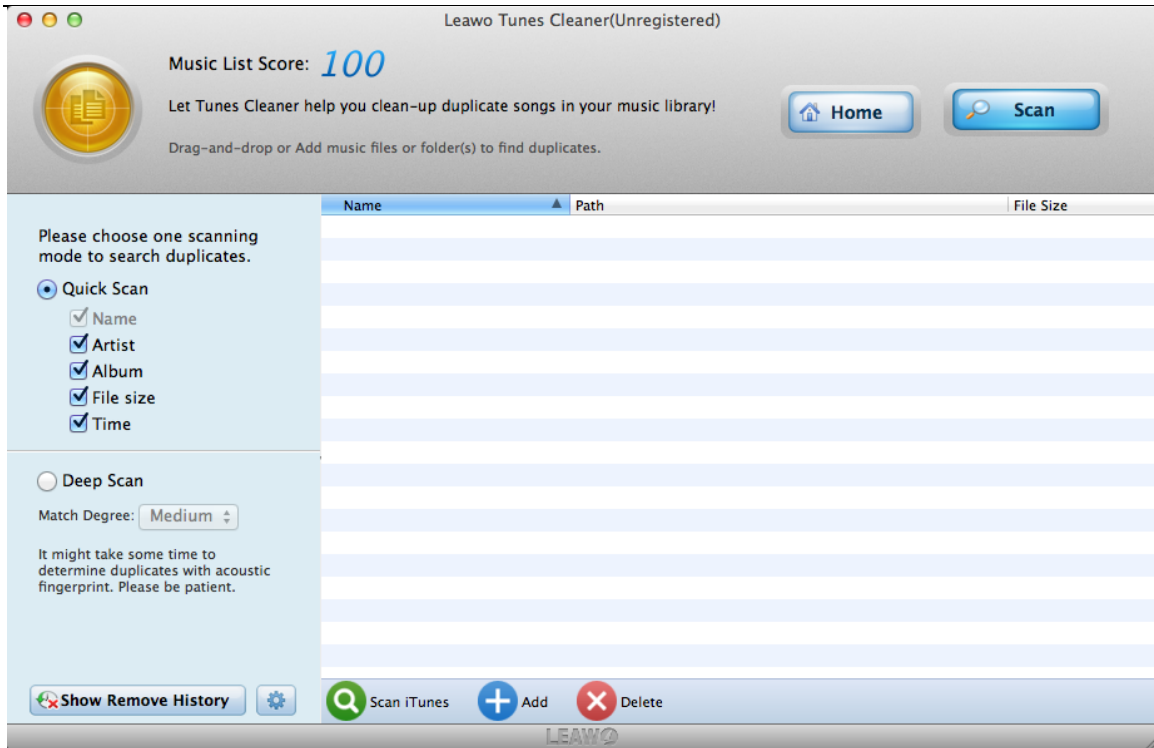 Leawo Tunes Cleaner(Unregistered)
Music List Score: 100
Let Tunes Cleaner help you clean-up duplicate songs in your music library!
Drag-and-drop or Add music files or folder(s) to find duplicates.
Home
Scan
Please choose one scanning
mode to search duplicates.
Quick Scan
Name
Artist
Album
File size
Time
Deep Scan
Match Degree: Medium
It might take some time to
determine duplicates with acoustic
fingerprint. Please be patient.
Show Remove History
Name Path File Size
Scan iTunes Add Delete
LEAWO